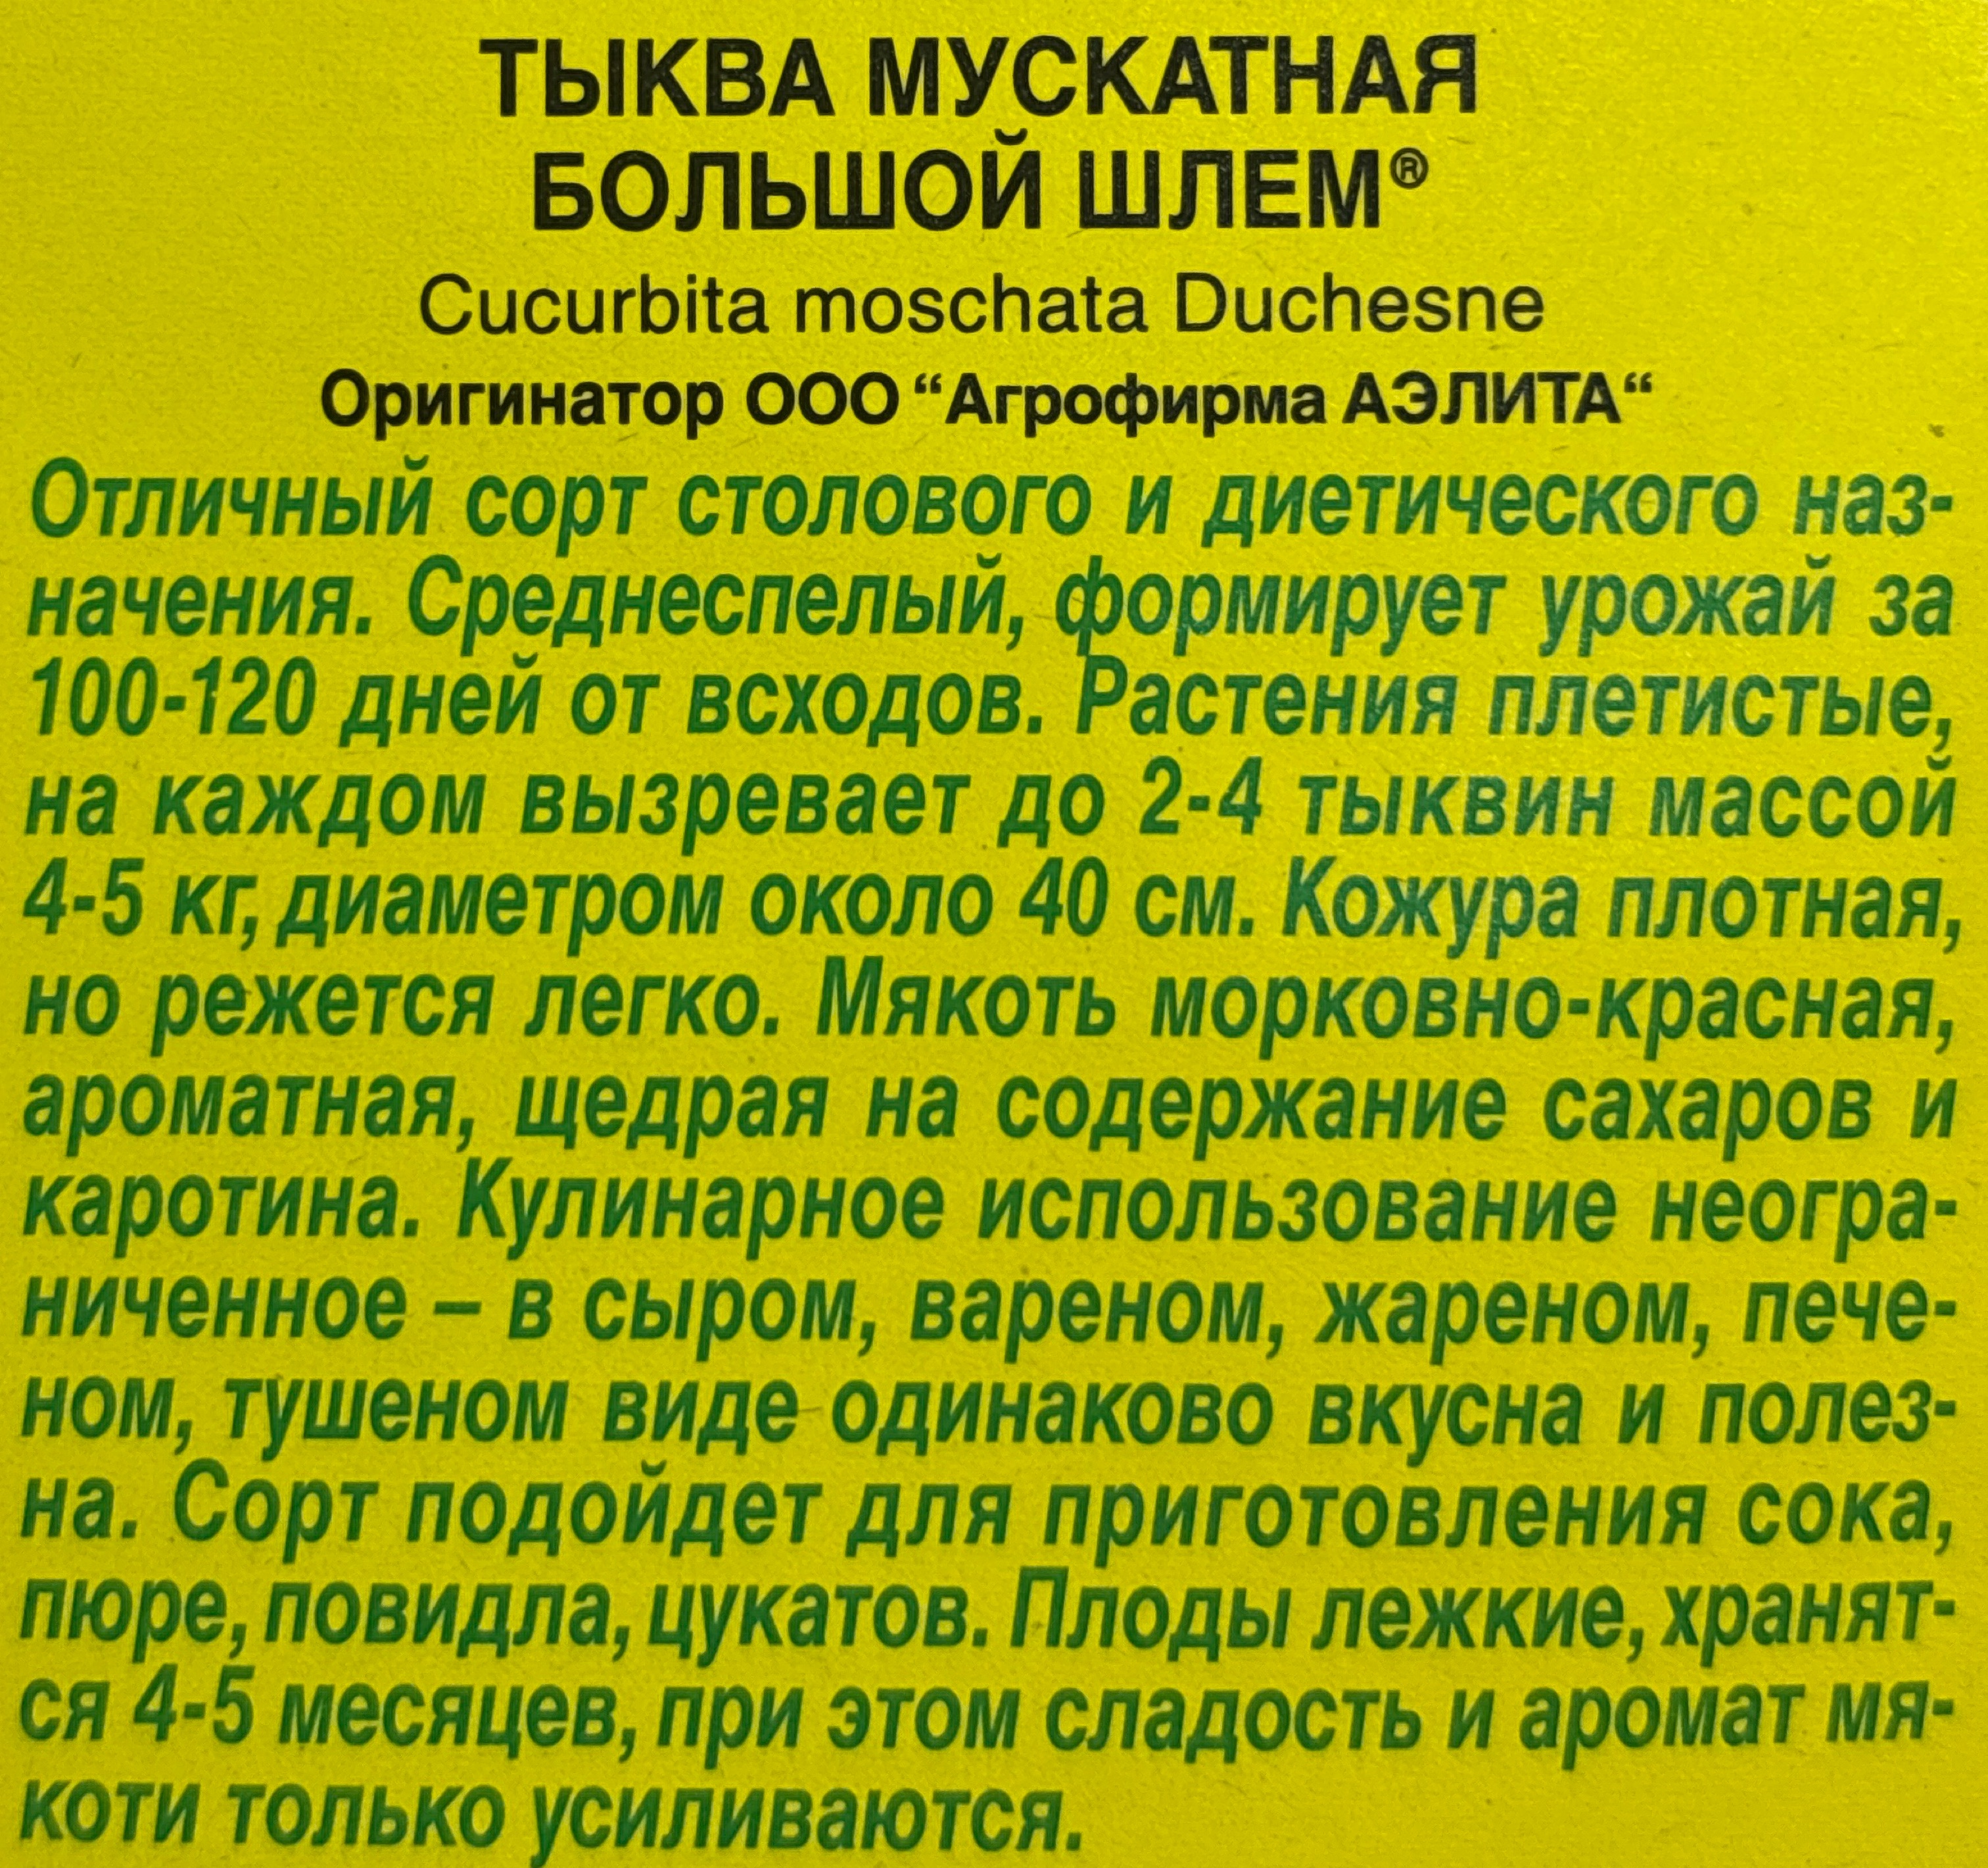 ТЫКВА МУСКАТНАЯ
БОЛЬШОЙ ШЛЕМ®
Cucurbita moschata Duchesne
Оригинатор ООО “Агрофирма АЭЛИТА“
Отличный сорт столового и диетического наз-
начения. Среднеспелый, формирует урожай за
100-120 дней от всходов. Растения плетистые,
на каждом вызревает до 2-4 тыквин массой
4-5 кг, диаметром около 40 см. Кожура плотная,
но режется легко. Мякоть морковно-красная,
ароматная, щедрая на содержание сахаров и
каротина. Кулинарное использование неогра-
ниченное – в сыром, вареном, жареном, пече-
ном, тушеном виде одинаково вкусна и полез-
на. Сорт подойдет для приготовления сока,
пюре, повидла, цукатов. Плоды лежкие, хранят-
ся 4-5 месяцев, при этом сладость и аромат мя-
коти только усиливаются.